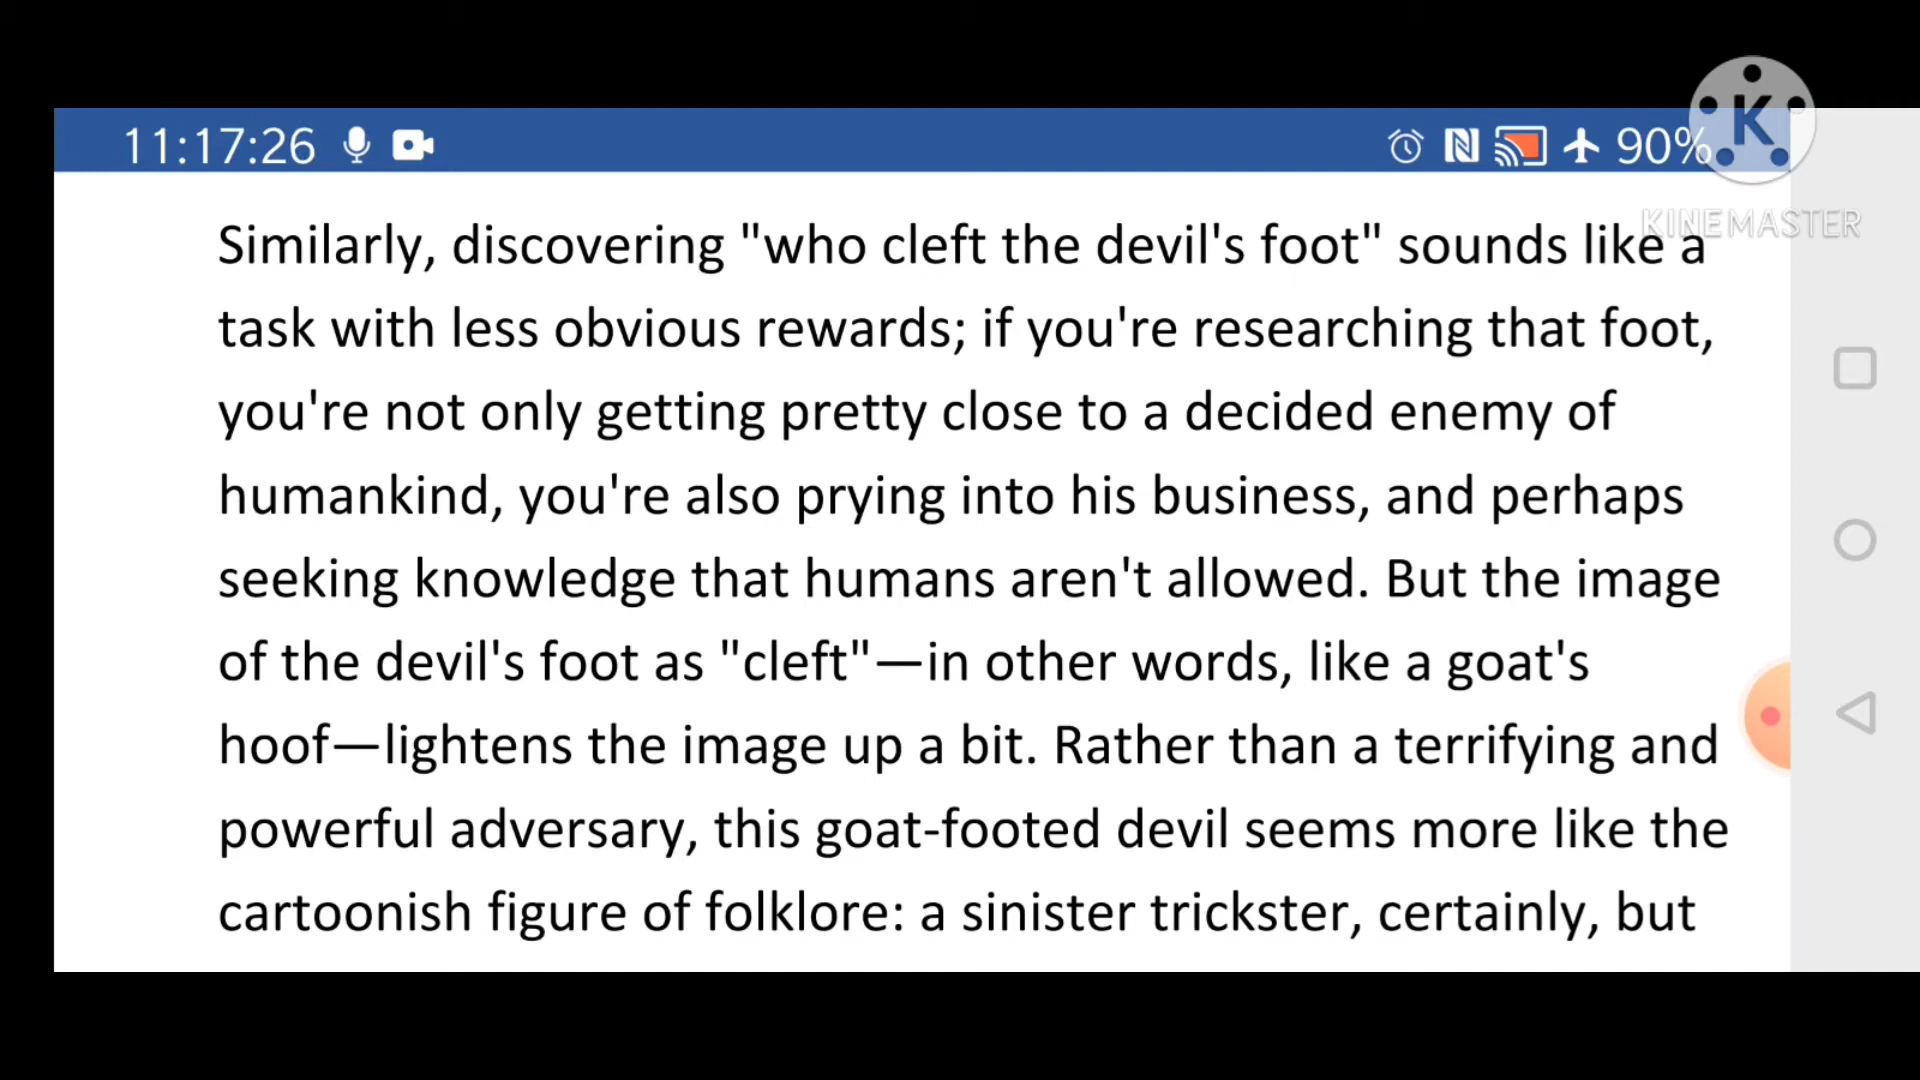 11:17:26 90%
K
KINEMASTER
Similarly, discovering "who cleft the devil's foot" sounds like a
task with less obvious rewards; if you're researching that foot,
you're not only getting pretty close to a decided enemy of
humankind, you're also prying into his business, and perhaps
seeking knowledge that humans aren't allowed. But the image
of the devil's foot as "cleft"—in other words, like a goat's
hoof—lightens the image up a bit. Rather than a terrifying and
powerful adversary, this goat-footed devil seems more like the
cartoonish figure of folklore: a sinister trickster, certainly, but